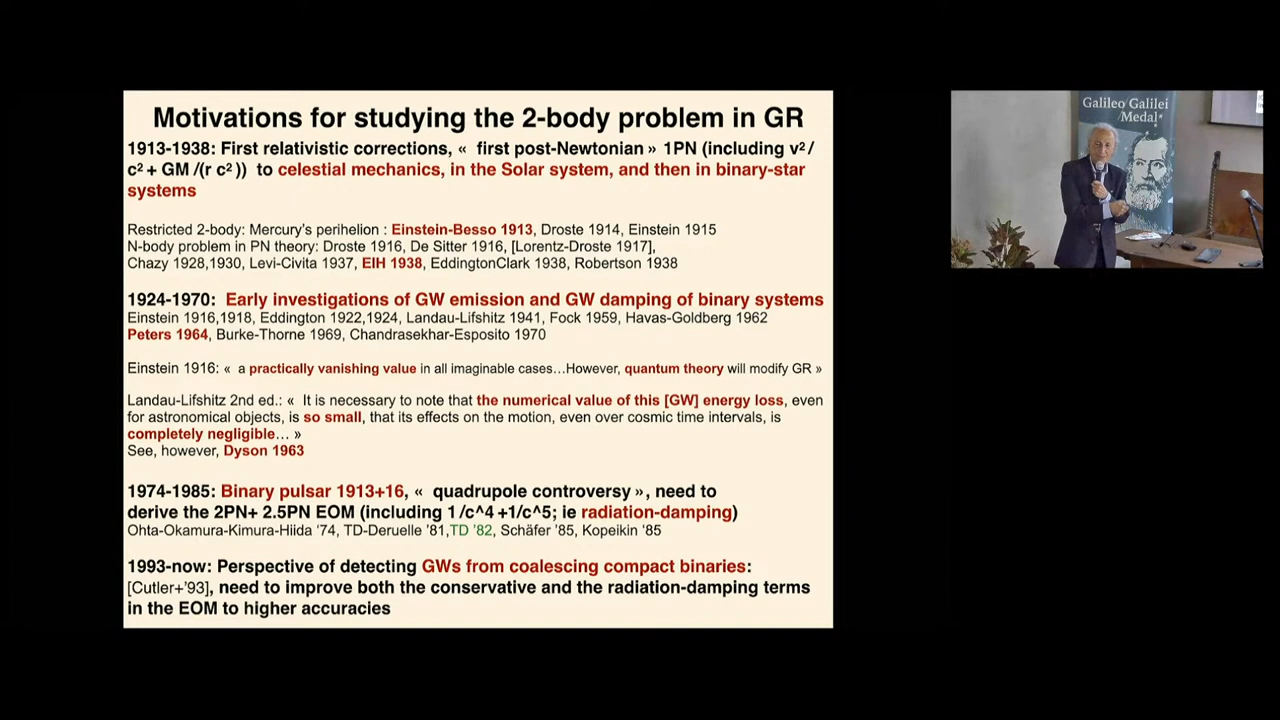 Motivations for studying the 2-body problem in GR
1913-1938: First relativistic corrections, « first post-Newtonian » 1PN (including v²/
c² + GM /(r c²)) to celestial mechanics, in the Solar system, and then in binary-star
systems
Restricted 2-body: Mercury's perihelion : Einstein-Besso 1913, Droste 1914, Einstein 1915
N-body problem in PN theory: Droste 1916, De Sitter 1916, [Lorentz-Droste 1917],
Chazy 1928,1930, Levi-Civita 1937, EIH 1938, EddingtonClark 1938, Robertson 1938
1924-1970: Early investigations of GW emission and GW damping of binary systems
Einstein 1916,1918, Eddington 1922,1924, Landau-Lifshitz 1941, Fock 1959, Havas-Goldberg 1962
Peters 1964, Burke-Thorne 1969, Chandrasekhar-Esposito 1970
Einstein 1916: « a practically vanishing value in all imaginable cases…However, quantum theory will modify GR »
Landau-Lifshitz 2nd ed.: « It is necessary to note that the numerical value of this [GW] energy loss, even
for astronomical objects, is so small, that its effects on the motion, even over cosmic time intervals, is
completely negligible… »
See, however, Dyson 1963
1974-1985: Binary pulsar 1913+16, « quadrupole controversy », need to
derive the 2PN+ 2.5PN EOM (including 1/c^4 +1/c^5; ie radiation-damping)
Ohta-Okamura-Kimura-Hiida '74, TD-Deruelle '81,TD '82, Schäfer '85, Kopeikin '85
1993-now: Perspective of detecting GWs from coalescing compact binaries:
[Cutler+'93], need to improve both the conservative and the radiation-damping terms
in the EOM to higher accuracies
Galileo Galilei
Medal